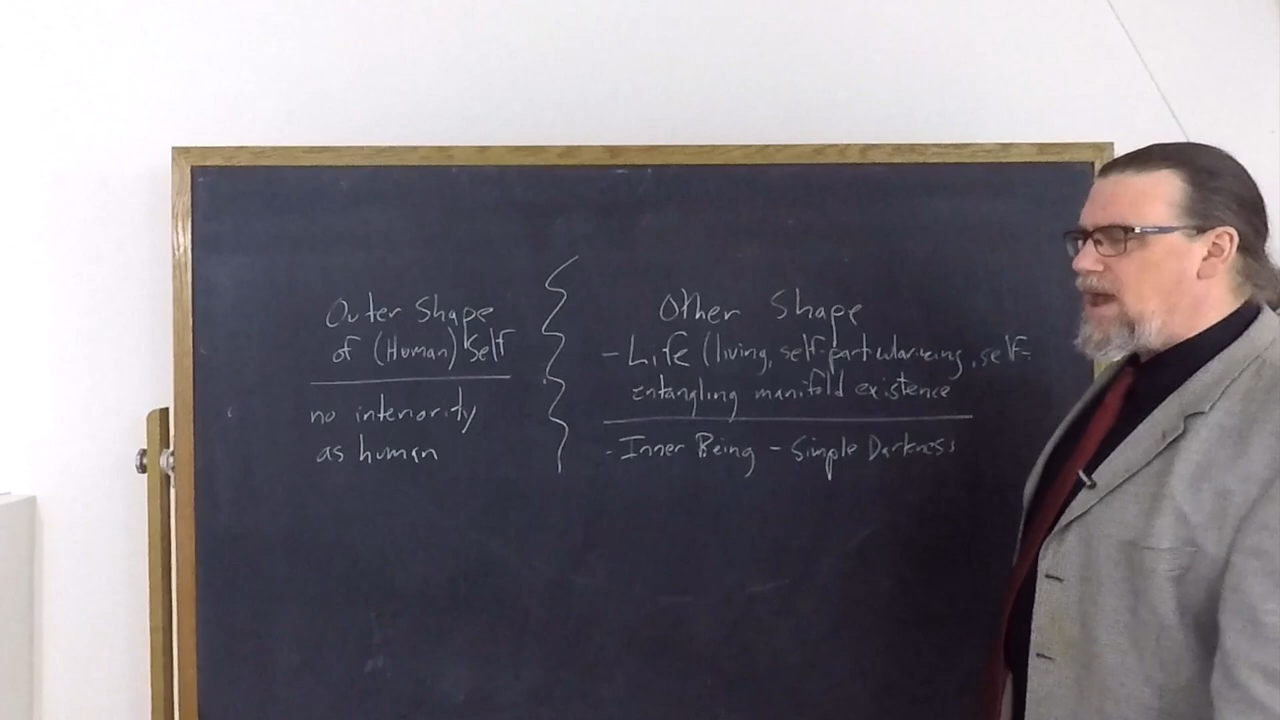 Outer Shape
of (Human) Self
no interiority
as human
Other Shape
- Life (living, self-particularizing, self-
entangling manifold existence
- Inner Being - Simple Darkness